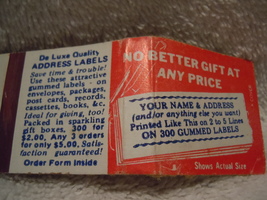 De Luxe Quality
ADDRESS LABELS
Save time & trouble!
Use these attractive
gummed labels - on
envelopes, packages,
post cards, records,
cassettes, books, &c.
Ideal for giving, too!
Packed in sparkling
gift boxes, 300 for
$2.00, Any 3 orders
for only $5.00, Satis-
faction guaranteed!
Order Form Inside
NO BETTER GIFT AT
ANY PRICE
YOUR NAME & ADDRESS
(and/or anything else you want)
Printed Like This on 2 to 5 Lines
ON 300 GUMMED LABELS
Shows Actual Size